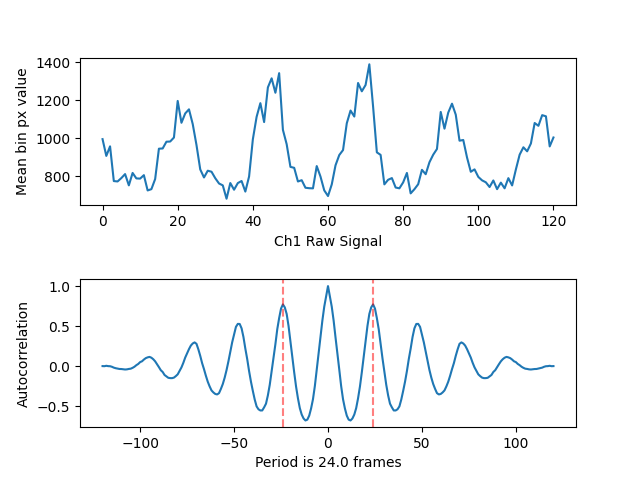 1400
1200
1000
800
Mean bin px value
0 20 40 60 80 100 120
Ch1 Raw Signal
1.0
0.5
0.0
−0.5
Autocorrelation
−100 −50 0 50 100
Period is 24.0 frames